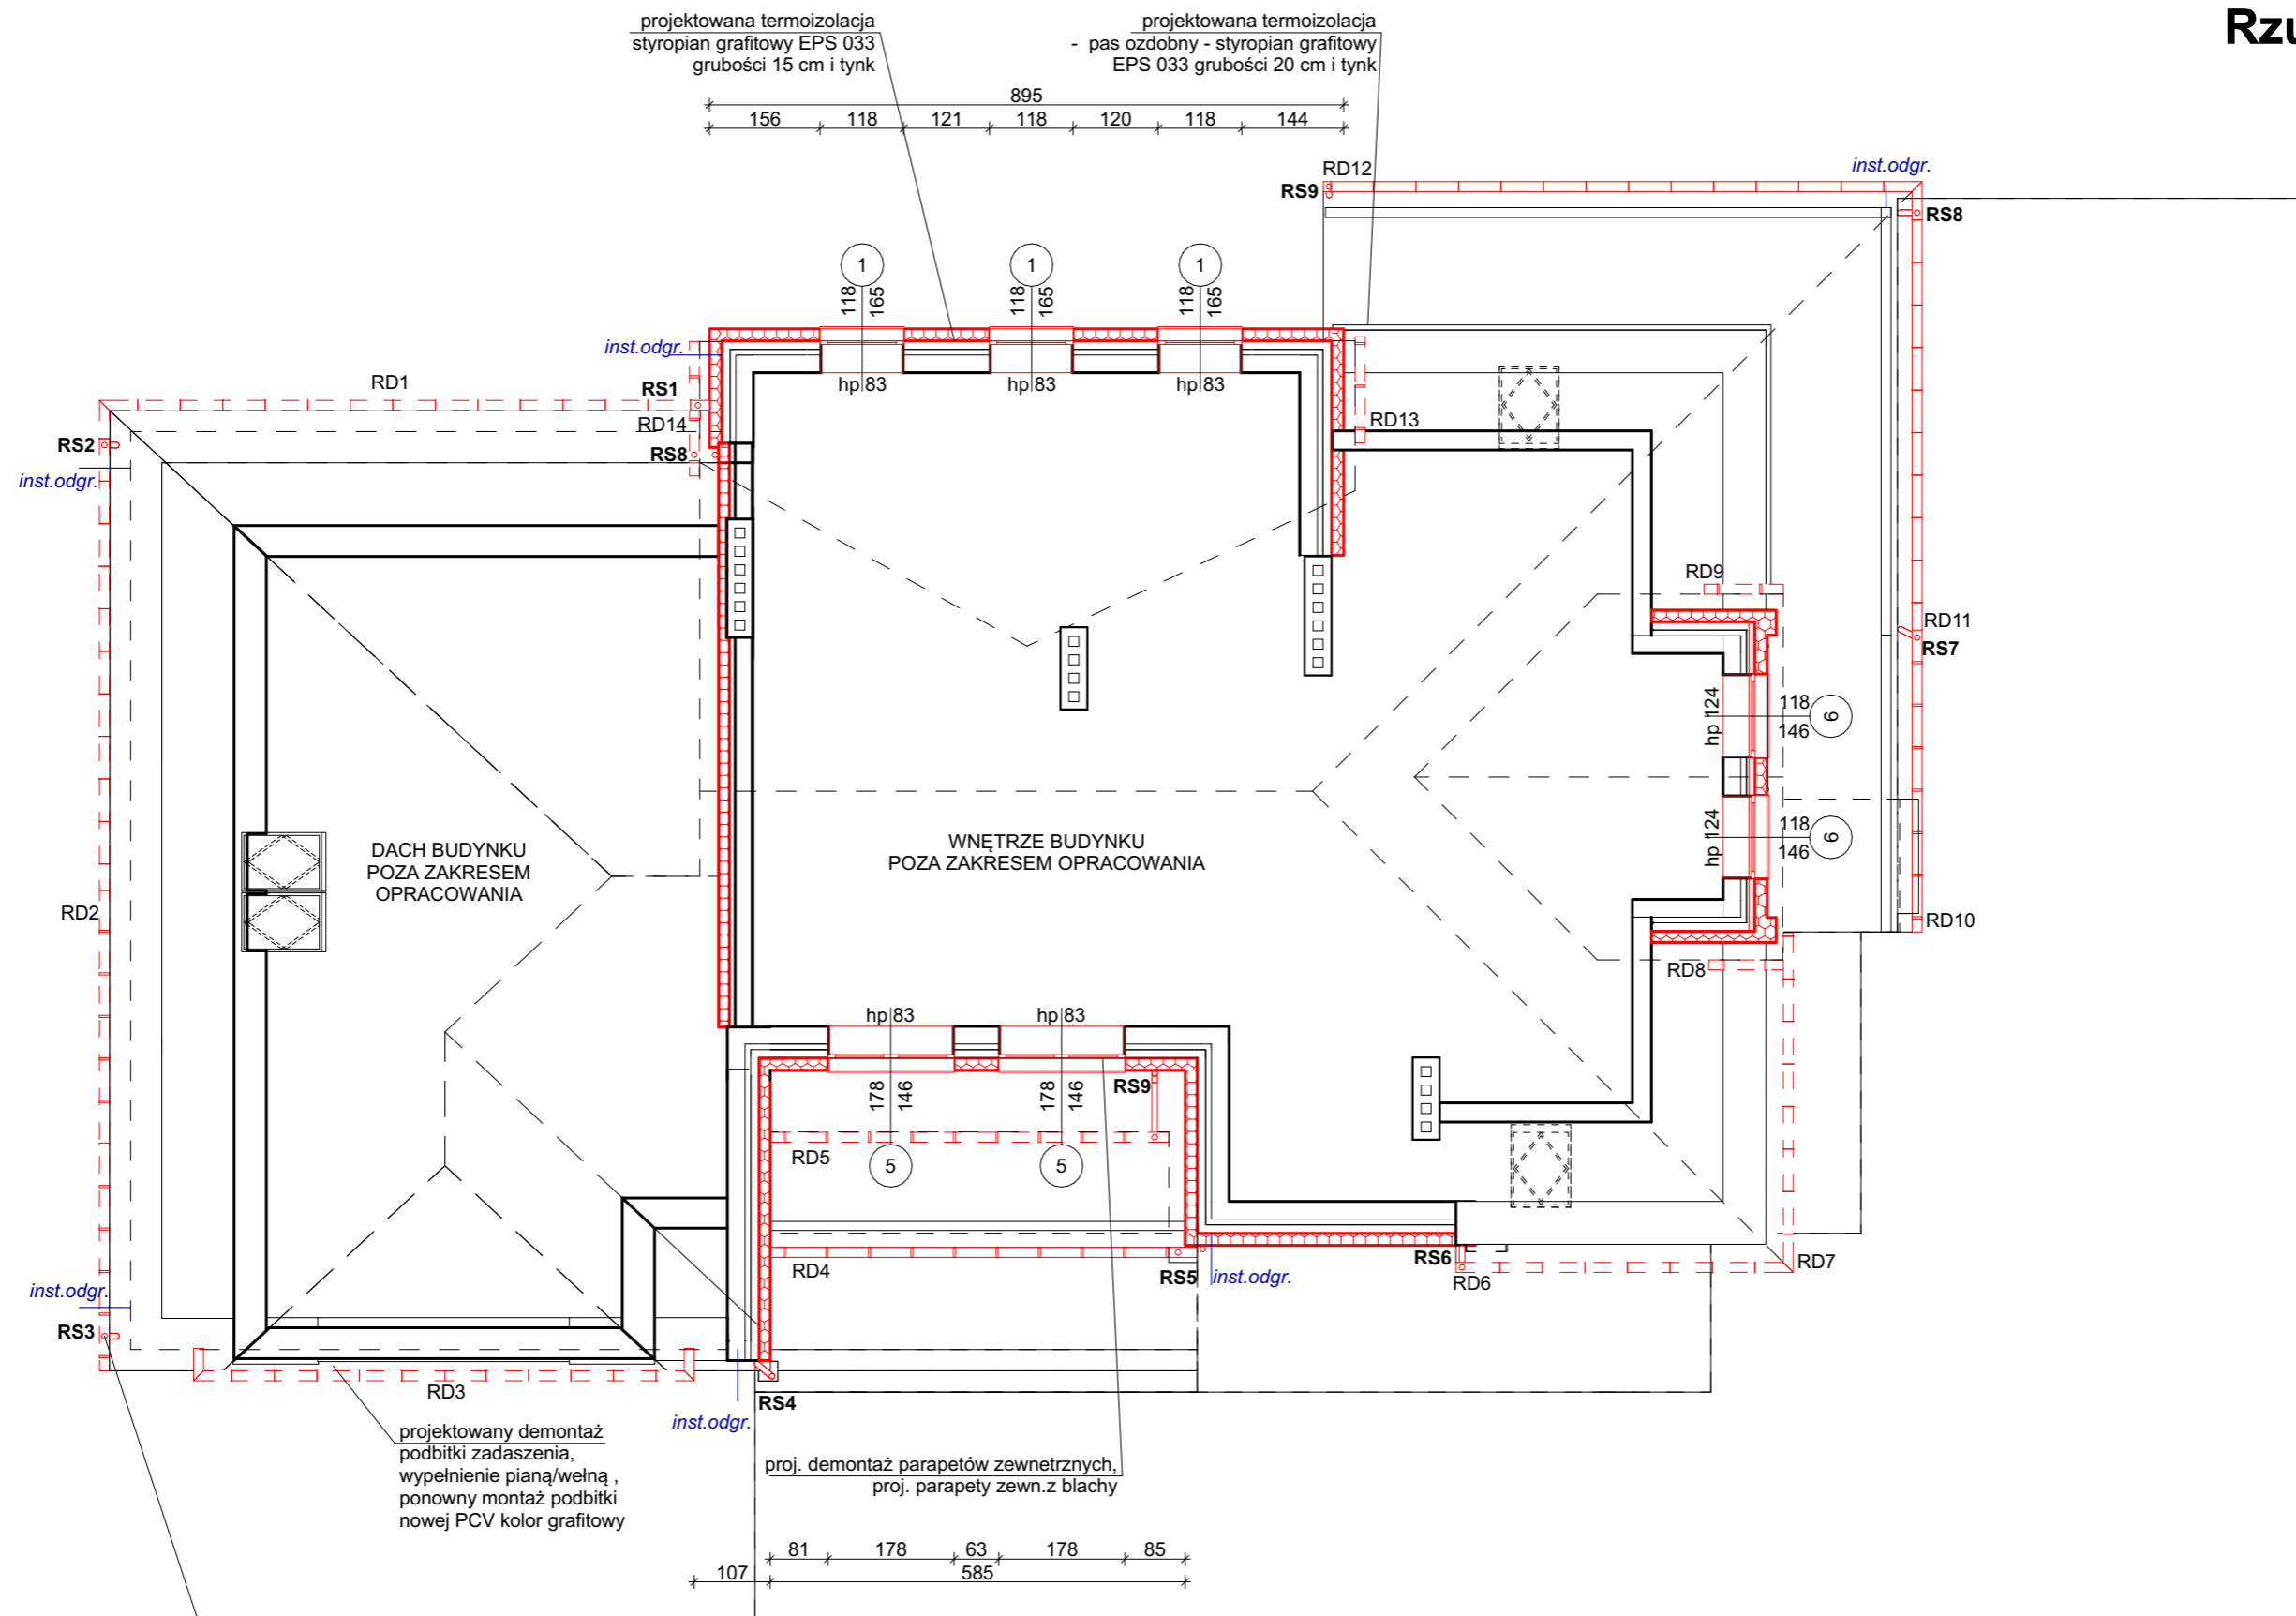 projektowana termoizolacja
styropian grafitowy EPS 033
grubości 15 cm i tynk
projektowana termoizolacja
- pas ozdobny - styropian grafitowy
EPS 033 grubości 20 cm i tynk
895
156 118 121 118 120 118 144
RD12
RS9
inst.odgr.
RS8
1 1 1
118 165 118 165 118 165
inst.odgr.
hp 83 hp 83 hp 83
RD1
RS1
RD14
RS8
RD13
RS2
inst.odgr.
RD9
RD11
RS7
hp 124
118
146
6
hp 124
118
146
6
DACH BUDYNKU
POZA ZAKRESEM
OPRACOWANIA
WNĘTRZE BUDYNKU
POZA ZAKRESEM OPRACOWANIA
RD2
RD10
RD8
hp 83 hp 83
178 146 178 146
RS9
RD5
5 5
RD4
RS5
inst.odgr.
RS6
RD6
RD7
inst.odgr.
RS3
RD3
RS4
inst.odgr.
projektowany demontaż
podbitki zadaszenia,
wypełnienie pianą/wełną ,
ponowny montaż podbitki
nowej PCV kolor grafitowy
proj. demontaż parapetów zewnetrznych,
proj. parapety zewn.z blachy
81 178 63 178 85
107 585